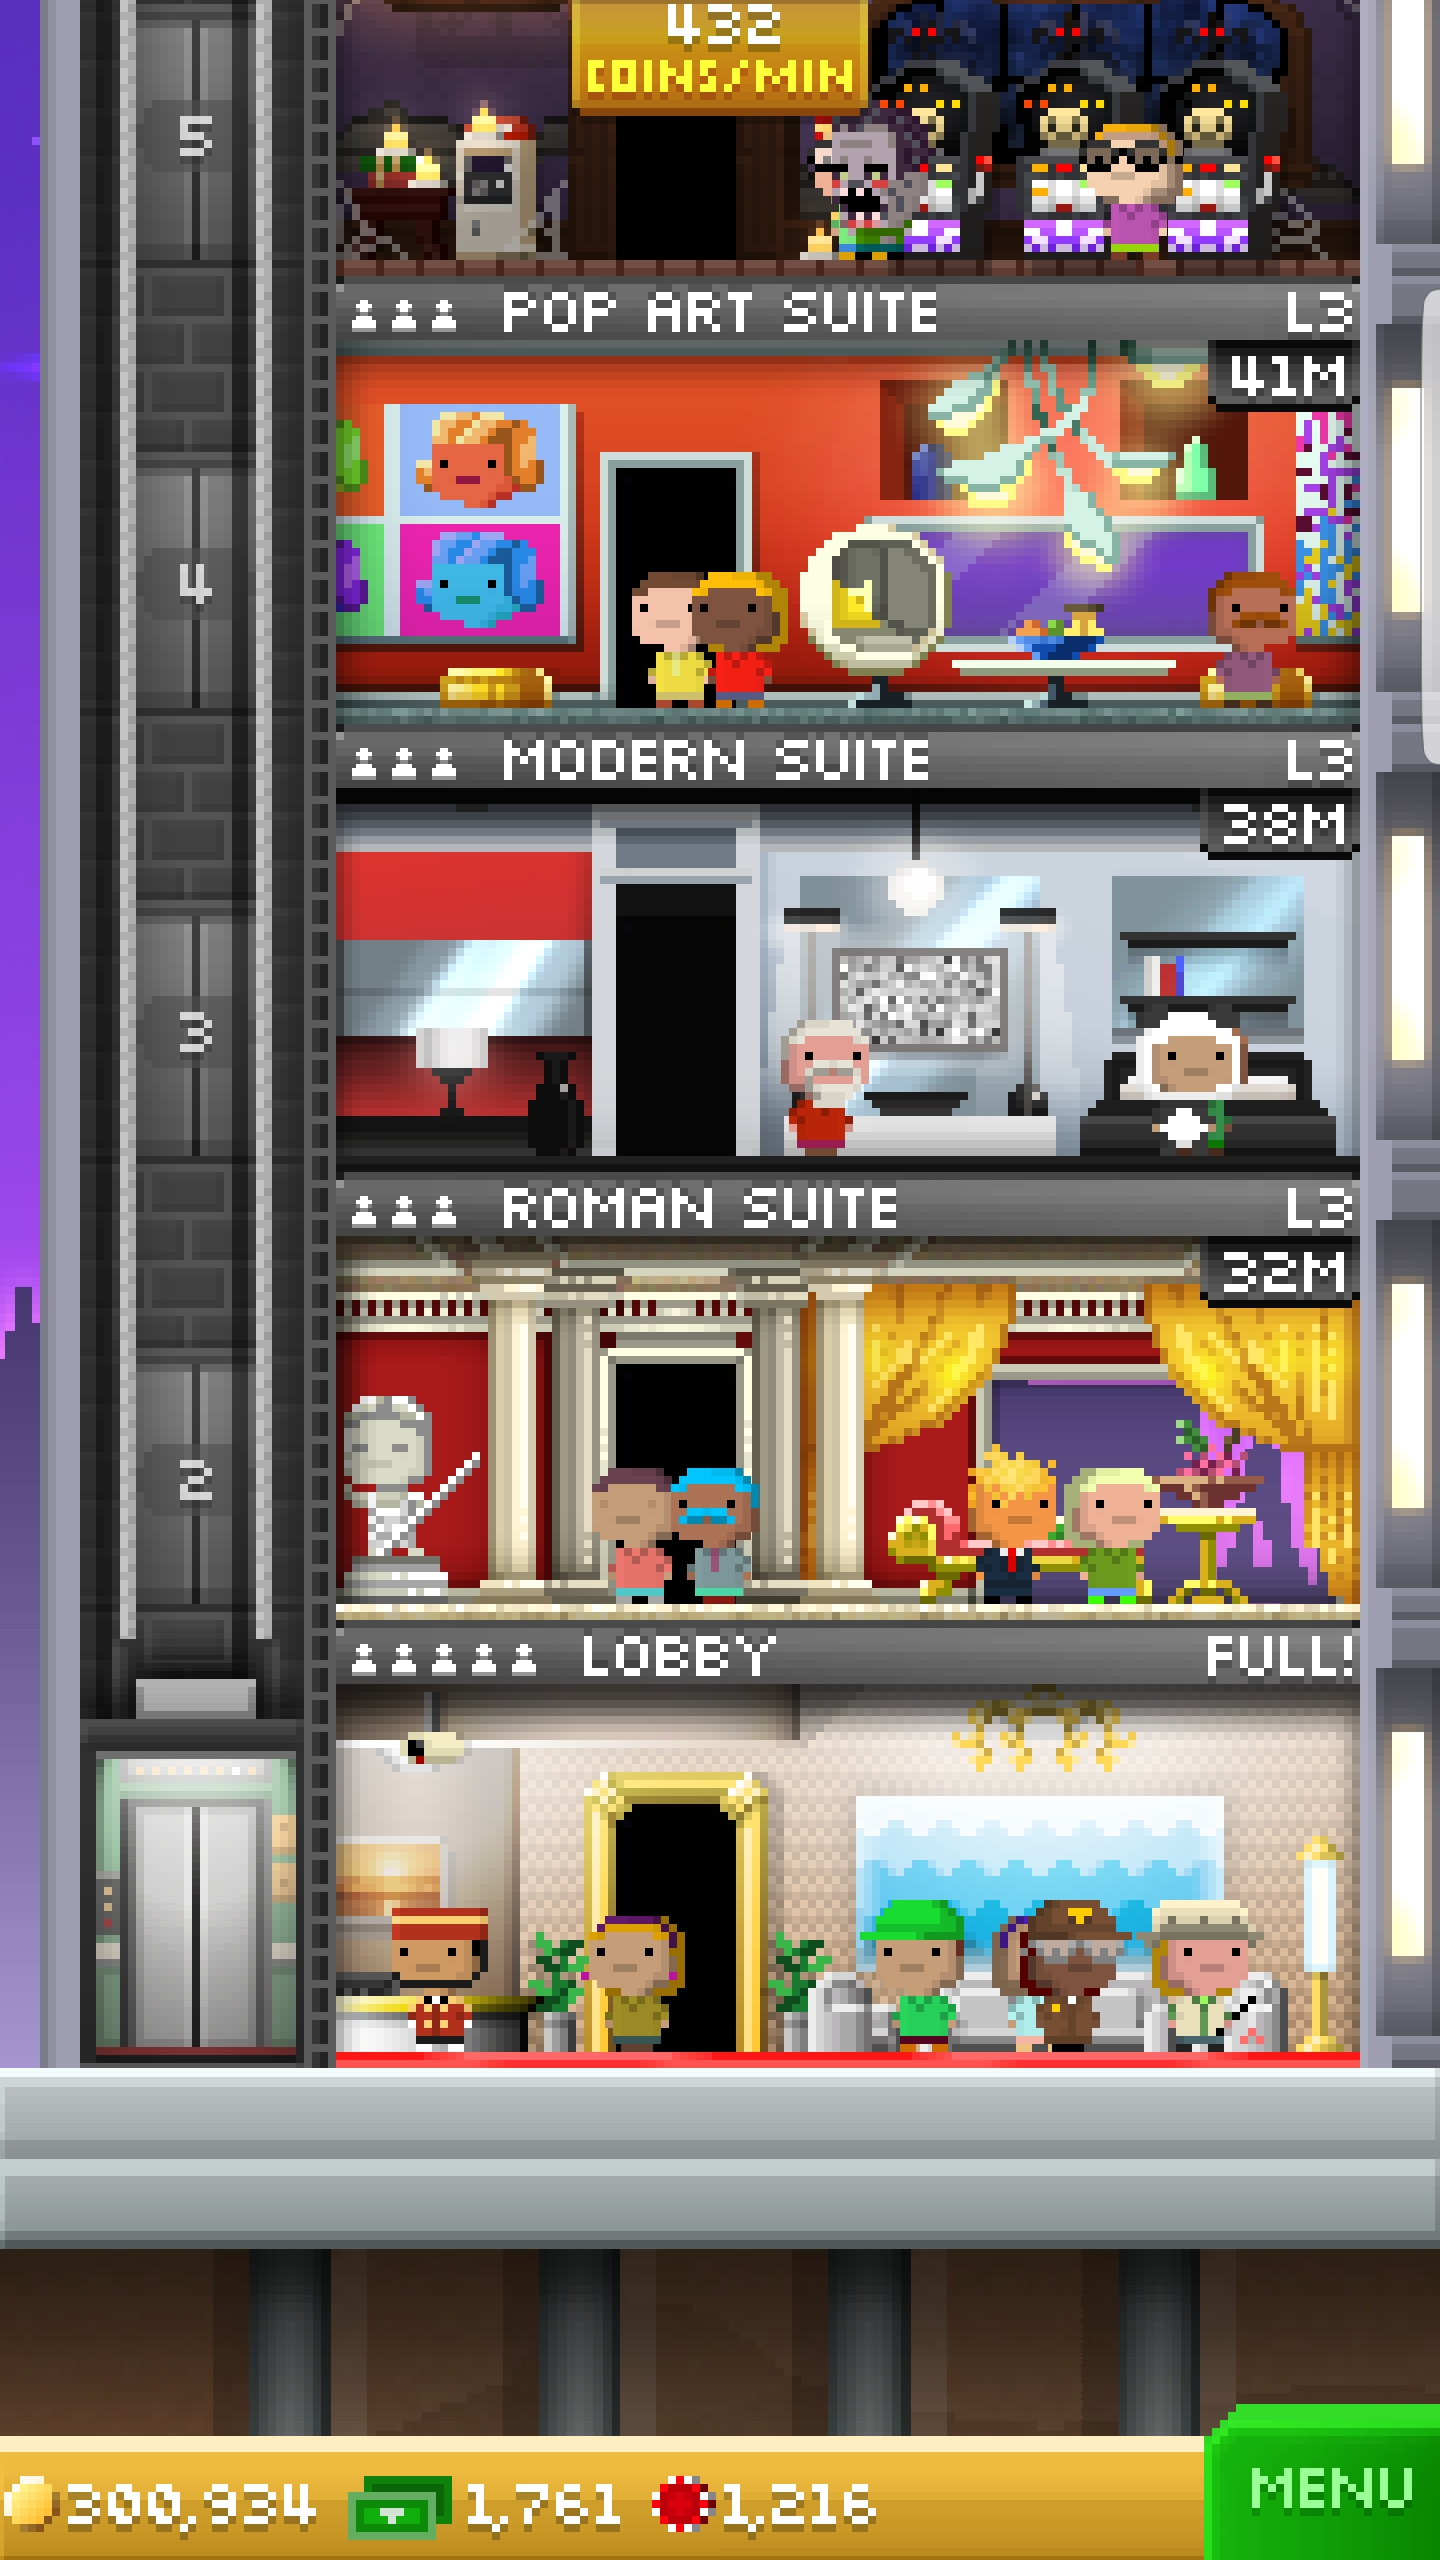 432
COINS/MIN
5
POP ART SUITE L3
41M
4
MODERN SUITE L3
38M
3
ROMAN SUITE L3
32M
2
LOBBY FULL!
300,934 1,761 1,216 MENU